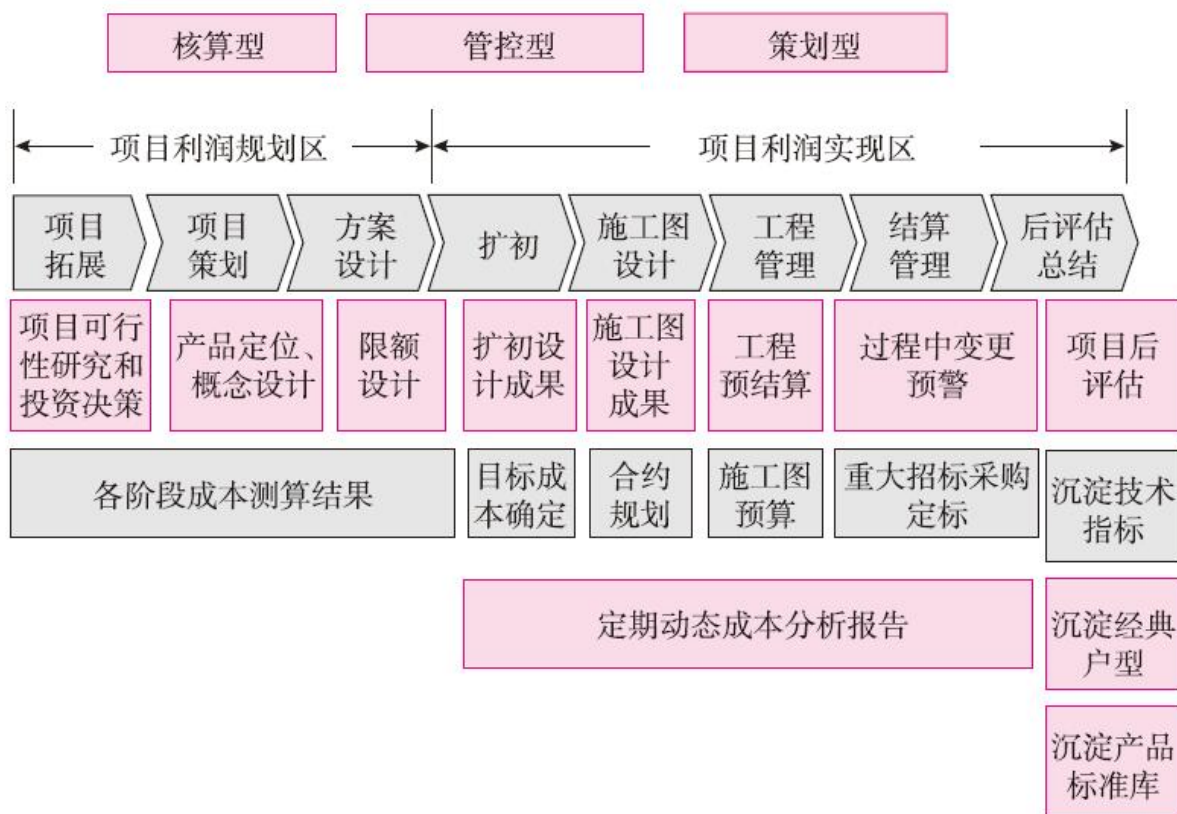 核算型
管控型
策划型
项目利润规划区
项目利润实现区
项目
拓展
项目
策划
方案
设计
扩初
施工图
设计
工程
管理
结算
管理
后评估
总结
项目可行
性研究和
投资决策
产品定位、
概念设计
限额
设计
扩初设
计成果
施工图
设计
成果
工程
预结算
过程中变更
预警
项目后
评估
各阶段成本测算结果
目标成
本确定
合约
规划
施工图
预算
重大招标采购
定标
沉淀技术
指标
定期动态成本分析报告
沉淀经典
户型
沉淀产品
标准库